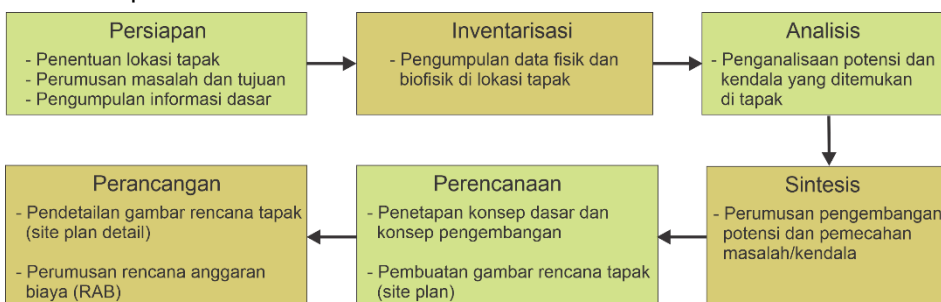 Persiapan
- Penentuan lokasi tapak
- Perumusan masalah dan tujuan
- Pengumpulan informasi dasar
Inventarisasi
- Pengumpulan data fisik dan
biofisik di lokasi tapak
Analisis
- Penganalisaan potensi dan
kendala yang ditemukan
di tapak
Sintesis
- Perumusan pengembangan
potensi dan pemecahan
masalah/kendala
Perencanaan
- Penetapan konsep dasar dan
konsep pengembangan
- Pembuatan gambar rencana tapak
(site plan)
Perancangan
- Pendetailan gambar rencana tapak
(site plan detail)
- Perumusan rencana anggaran
biaya (RAB)